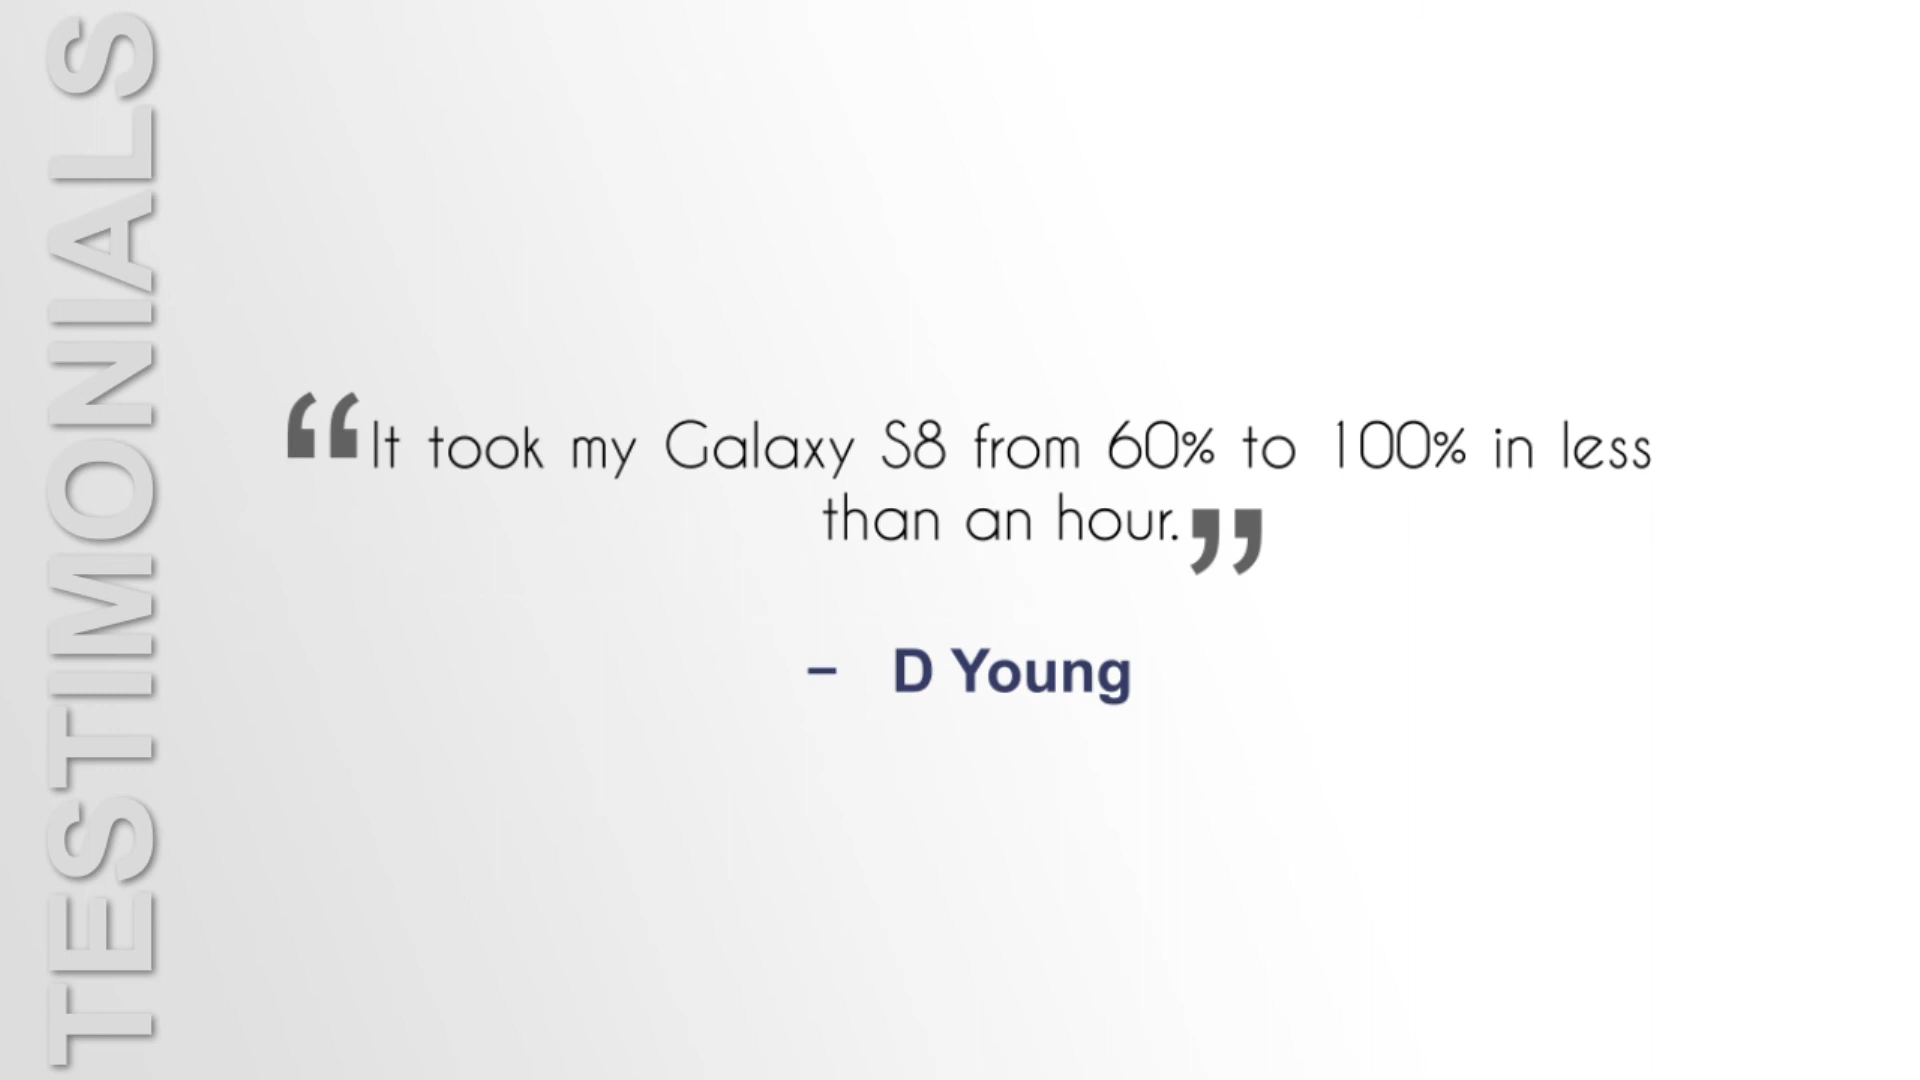 TESTIMONIALS
“It took my Galaxy S8 from 60% to 100% in less
than an hour.”
– D Young